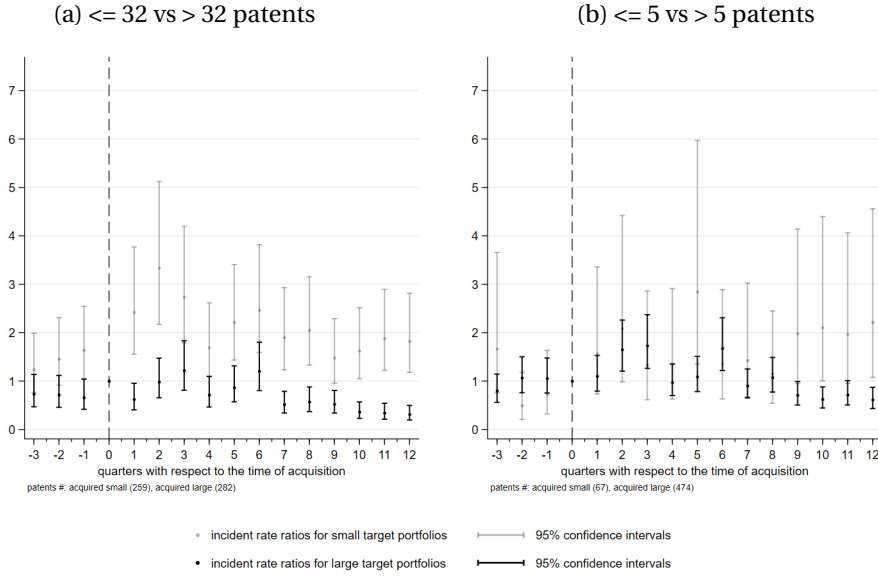 (a) <= 32 vs > 32 patents
7
6
5
4
3
2
1
0
-3 -2 -1 0 1 2 3 4 5 6 7 8 9 10 11 12
quarters with respect to the time of acquisition
patents #: acquired small (259), acquired large (282)
(b) <= 5 vs > 5 patents
7
6
5
4
3
2
1
0
-3 -2 -1 0 1 2 3 4 5 6 7 8 9 10 11 12
quarters with respect to the time of acquisition
patents #: acquired small (67), acquired large (474)
incident rate ratios for small target portfolios 95% confidence intervals
incident rate ratios for large target portfolios 95% confidence intervals